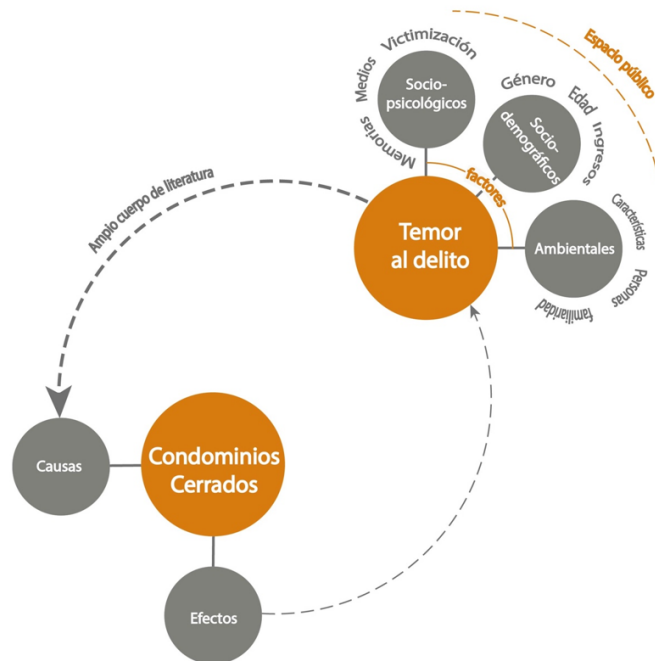 Espacio público
Victimización
Medios
Memorias
Socio-
psicológicos
Género
Edad
Ingresos
Socio-
demográficos
factores
Características
Personas
familiaridad
Ambientales
Temor
al delito
Amplo cuerpo de literatura
Causas
Condominios
Cerrados
Efectos